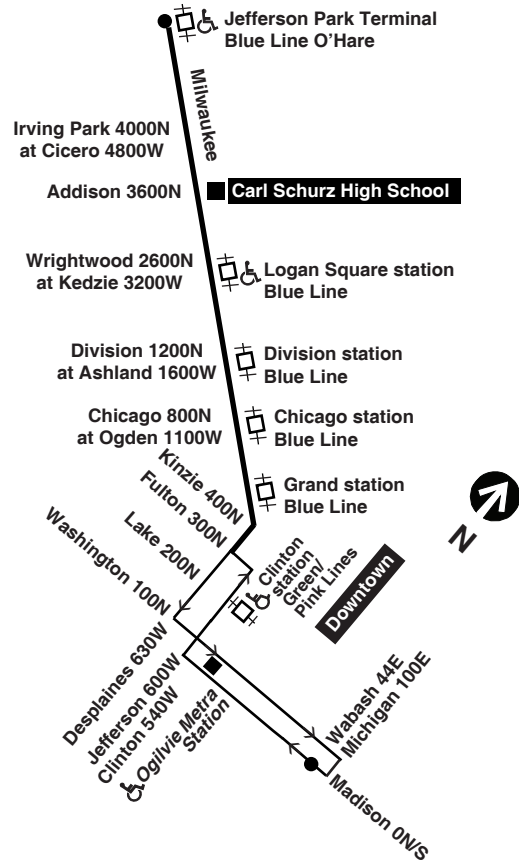 Jefferson Park Terminal
Blue Line O’Hare
Milwaukee
Irving Park 4000N
at Cicero 4800W
Addison 3600N
Carl Schurz High School
Wrightwood 2600N
at Kedzie 3200W
Logan Square station
Blue Line
Division 1200N
at Ashland 1600W
Division station
Blue Line
Chicago 800N
at Ogden 1100W
Chicago station
Blue Line
Grand station
Blue Line
Kinzie 400N
Fulton 300N
Lake 200N
Washington 100N
Clinton
station
Green/
Pink Lines
Downtown
N
Desplaines 630W
Jefferson 600W
Clinton 540W
Ogilvie Metra
Station
Wabash 44E
Michigan 100E
Madison 0N/S